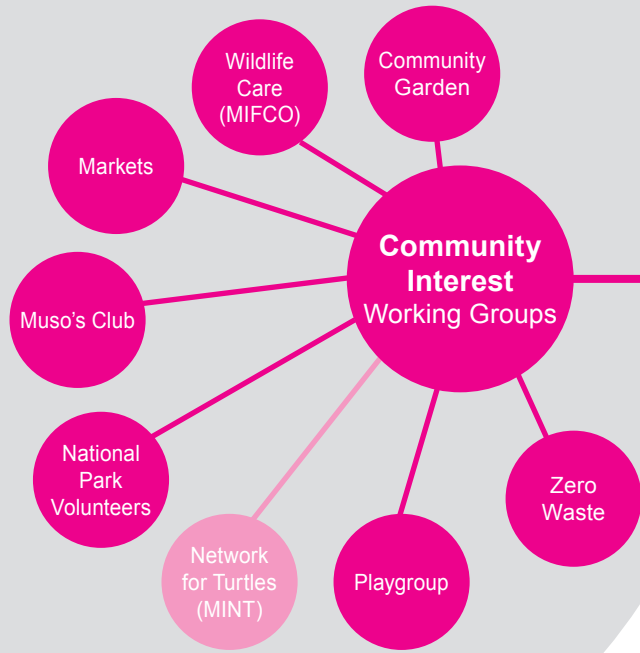 Community
Garden
Wildlife
Care
(MIFCO)
Markets
Community
Interest
Working Groups
Muso's Club
National
Park
Volunteers
Zero
Waste
Network
for Turtles
(MINT)
Playgroup